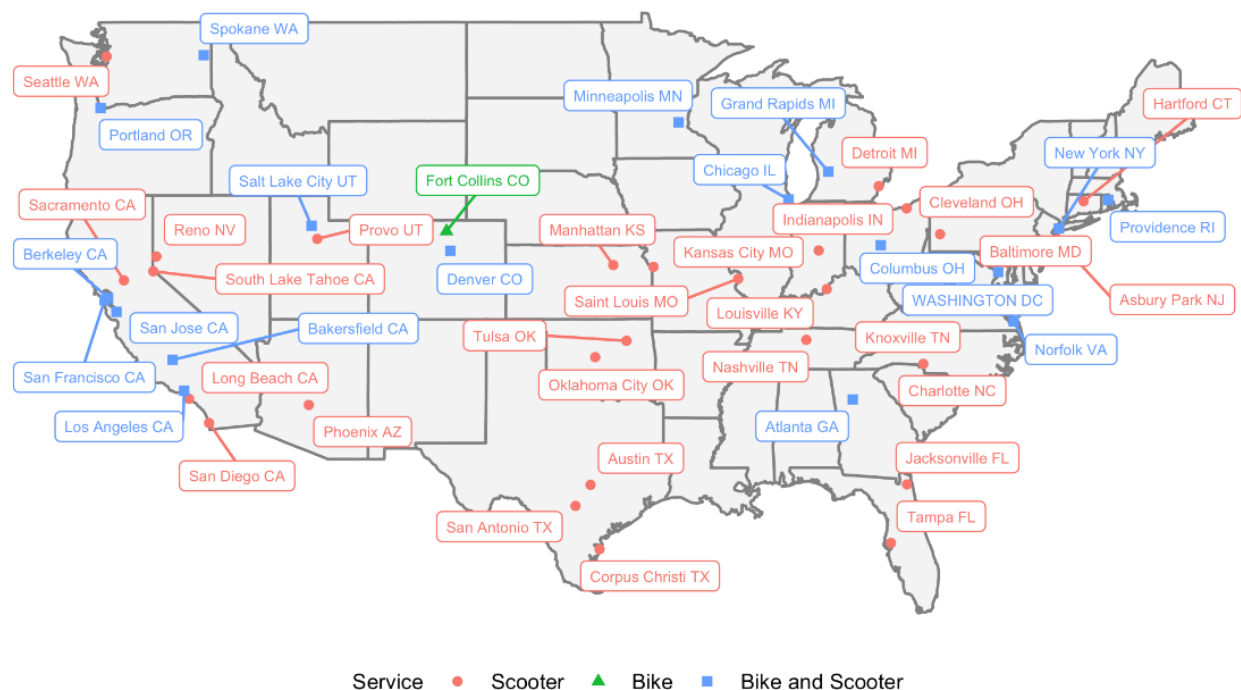 Spokane WA
Seattle WA
Portland OR
Minneapolis MN
Grand Rapids MI
Hartford CT
Detroit MI
New York NY
Chicago IL
Salt Lake City UT
Fort Collins CO
Sacramento CA
Reno NV
Provo UT
Manhattan KS
Indianapolis IN
Cleveland OH
Providence RI
Berkeley CA
Kansas City MO
Baltimore MD
South Lake Tahoe CA
Denver CO
Columbus OH
Saint Louis MO
WASHINGTON DC
Asbury Park NJ
Louisville KY
San Jose CA
Bakersfield CA
Tulsa OK
Knoxville TN
Norfolk VA
San Francisco CA
Long Beach CA
Oklahoma City OK
Nashville TN
Charlotte NC
Los Angeles CA
Phoenix AZ
Atlanta GA
San Diego CA
Austin TX
Jacksonville FL
San Antonio TX
Tampa FL
Corpus Christi TX
Service Scooter Bike Bike and Scooter